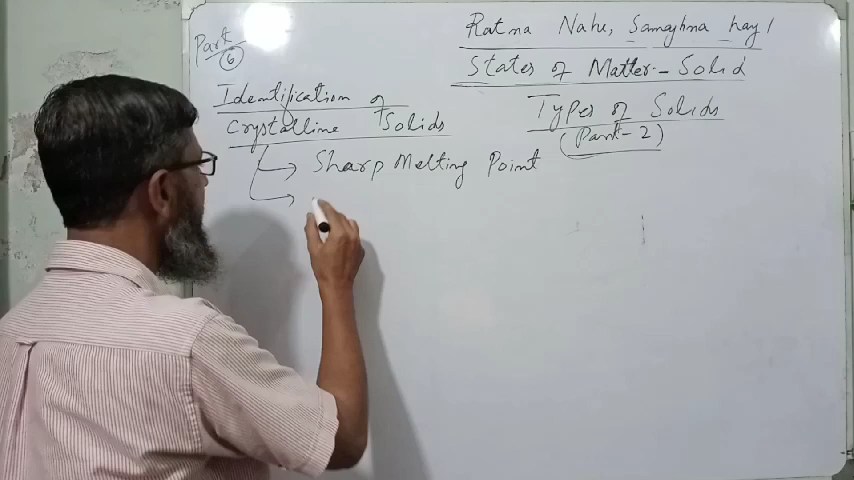 Ratna Nahe, Samajhna hay!
Part
6
States of Matter - Solid
Identification of
Crystalline Solids
Types of Solids
(Part-2)
Sharp Melting Point